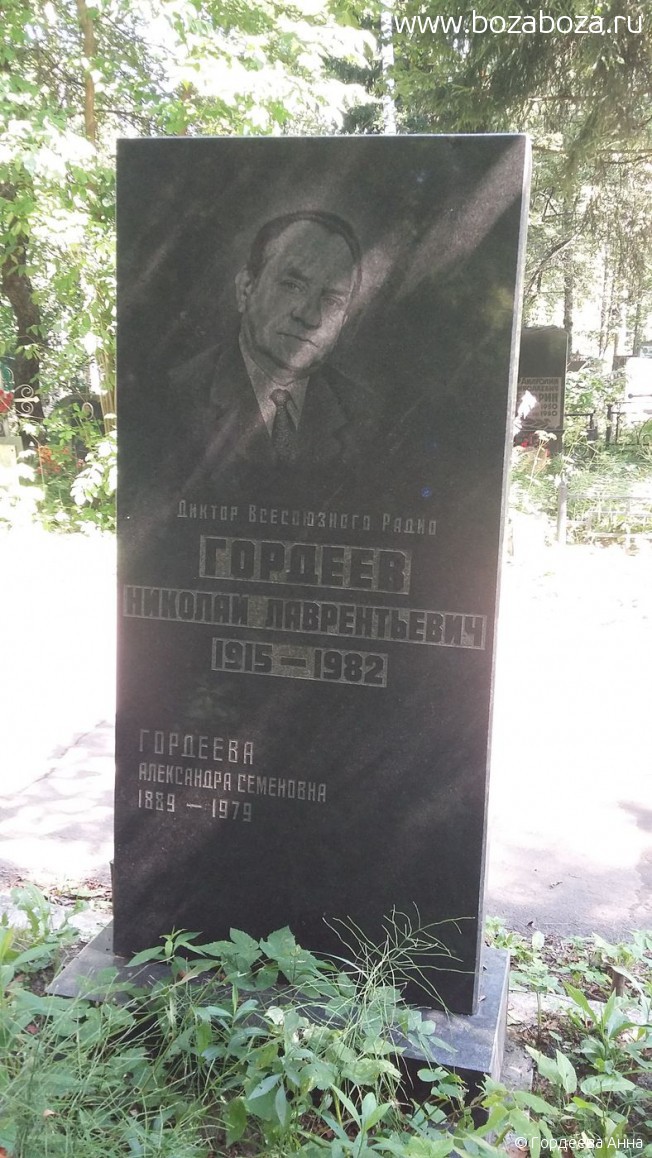 www.bozaboza.ru
Диктор Всесоюзного Радио
ГОРДЕЕВ
НИКОЛАЙ ЛАВРЕНТЬЕВИЧ
1915 — 1982
ГОРДЕЕВА
АЛЕКСАНДРА СЕМЕНОВНА
1889 — 1979
© Гордеева Анна